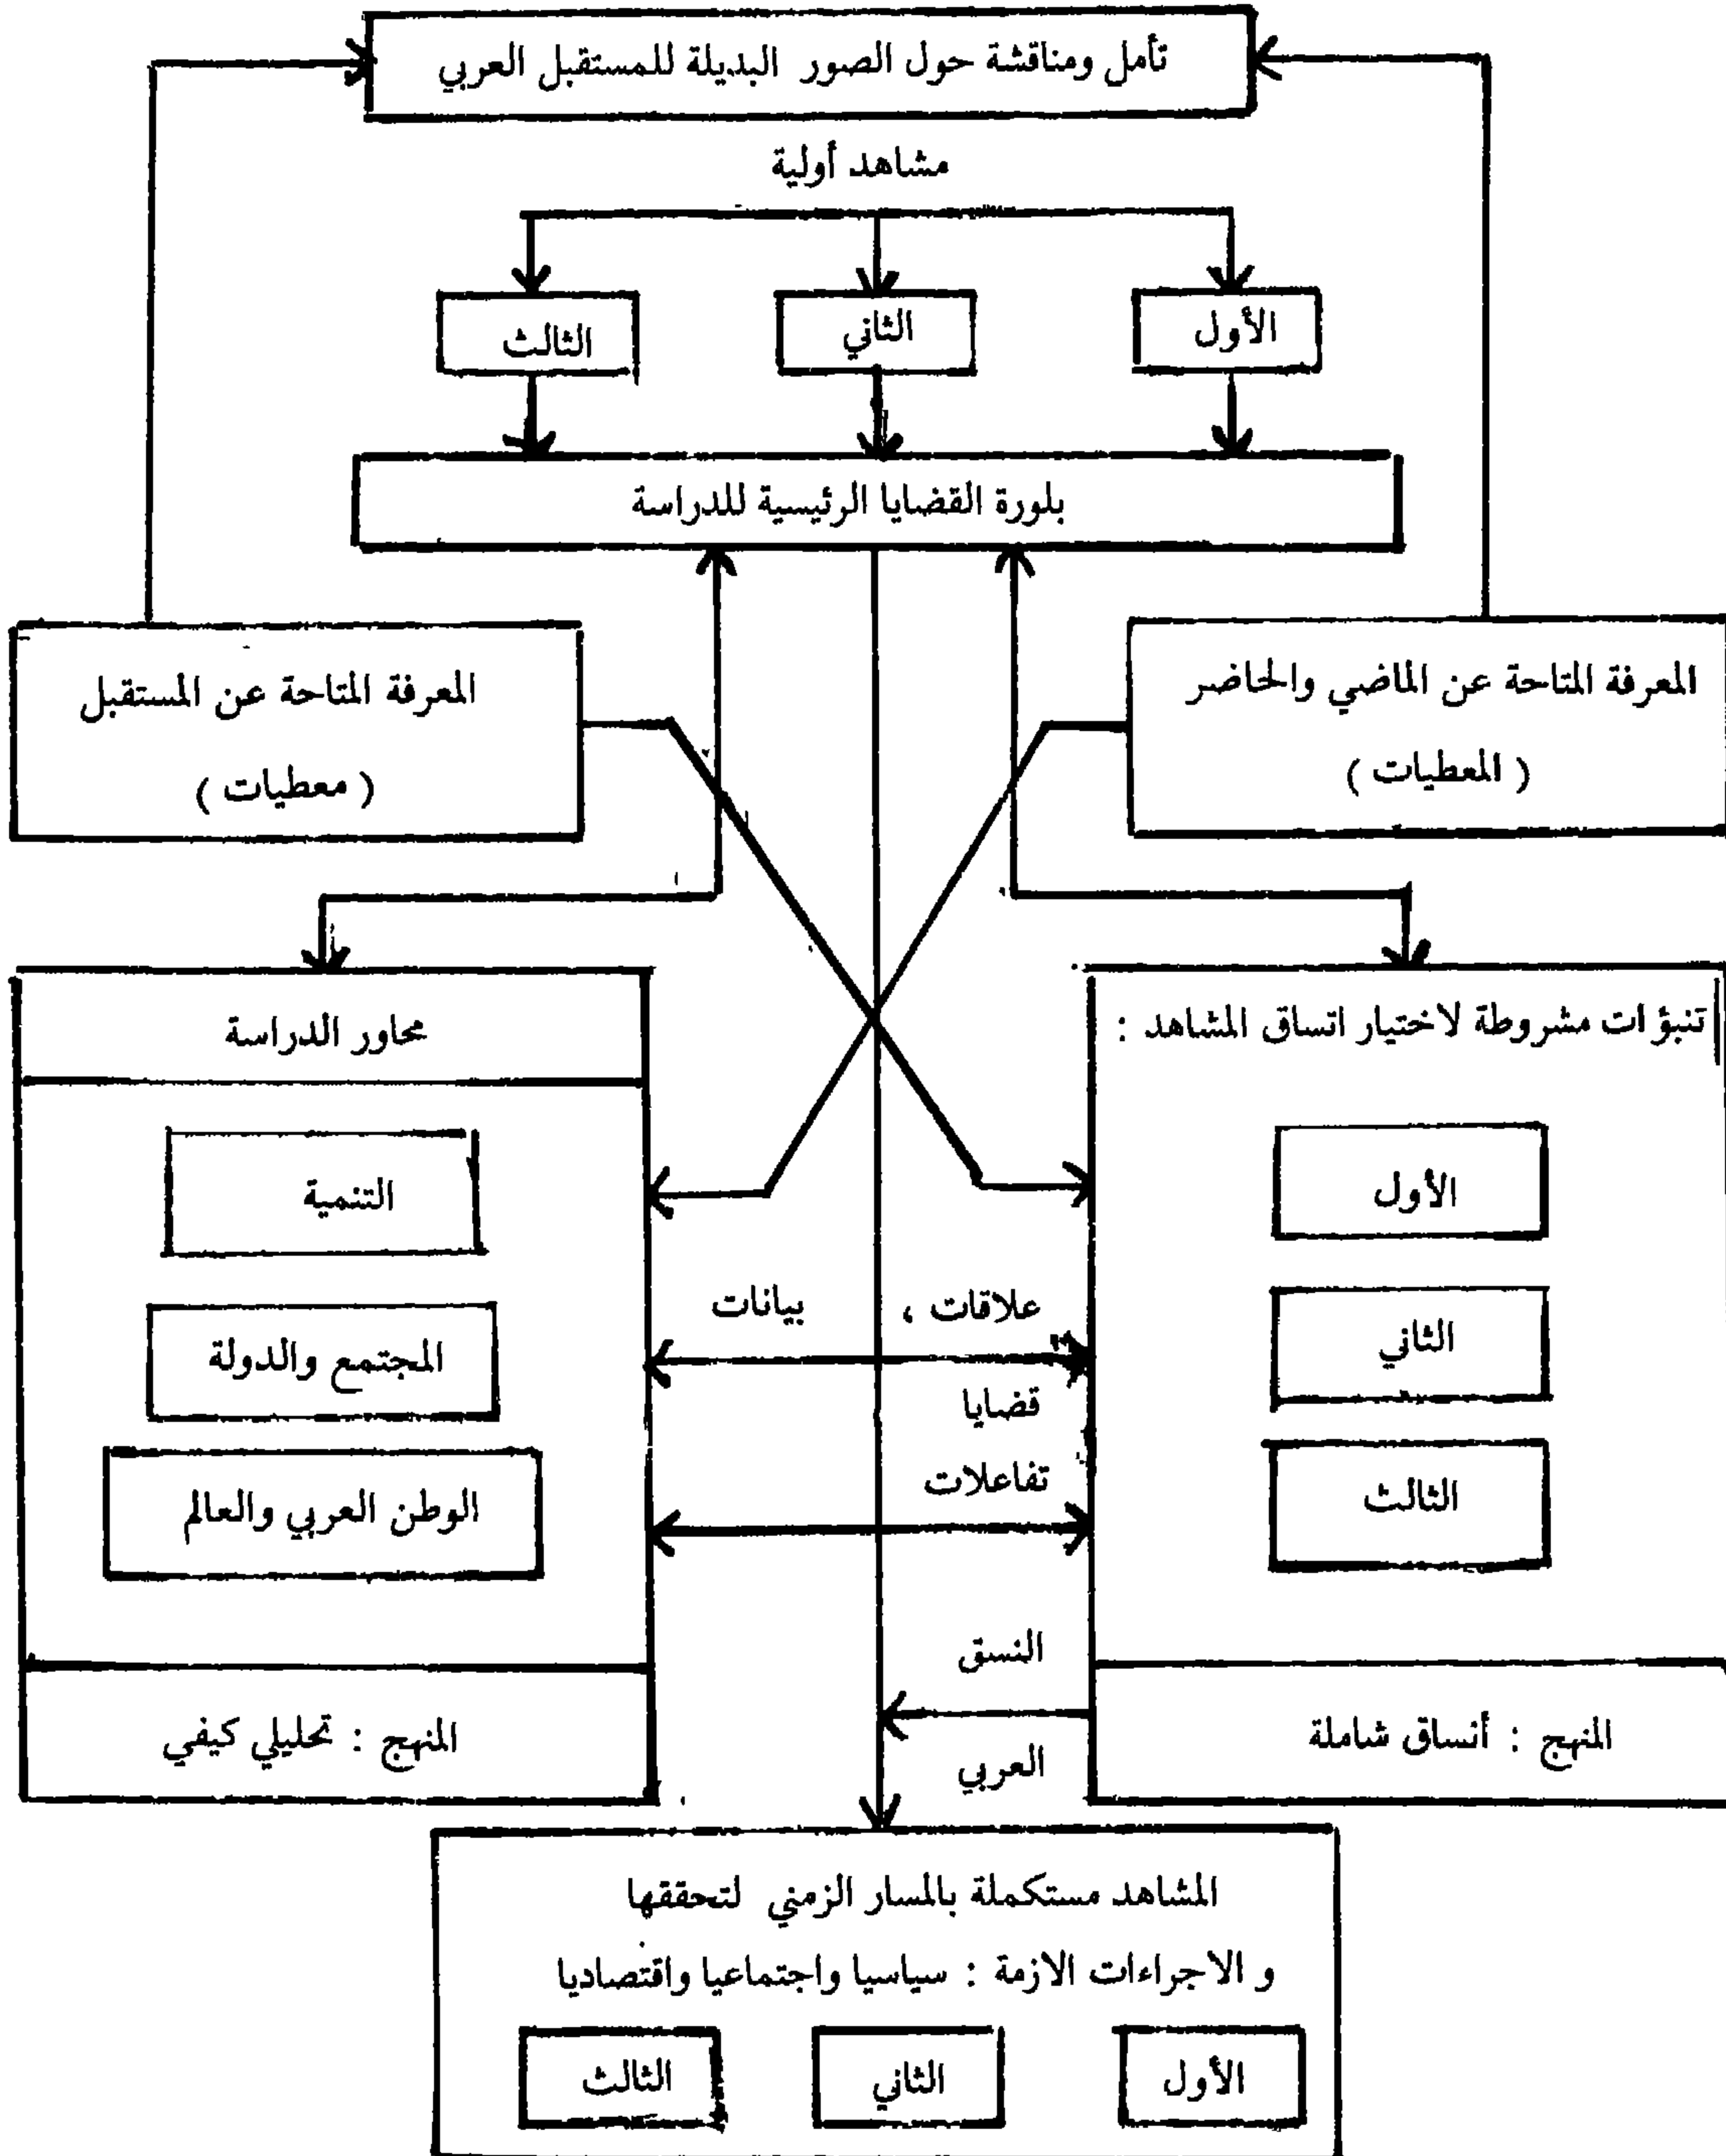 تأمل ومناقشة حول الصور البديلة للمستقبل العربي
مشاهد أولية
الأول
الثاني
الثالث
بلورة القضايا الرئيسية للدراسة
المعرفة المتاحة عن الماضي والحاضر
( المعطيات )
المعرفة المتاحة عن المستقبل
( معطيات )
تنبؤات مشروطة لاختيار اتساق المشاهد :
الأول
الثاني
الثالث
المنهج : أنساق شاملة
علاقات ، بيانات
قضايا
تفاعلات
النسق
العربي
محاور الدراسة
التنمية
المجتمع والدولة
الوطن العربي والعالم
المنهج : تحليلي كيفي
المشاهد مستكملة بالمسار الزمني لتحققها
و الاجراءات الازمة : سياسيا واجتماعيا واقتصاديا
الأول
الثاني
الثالث